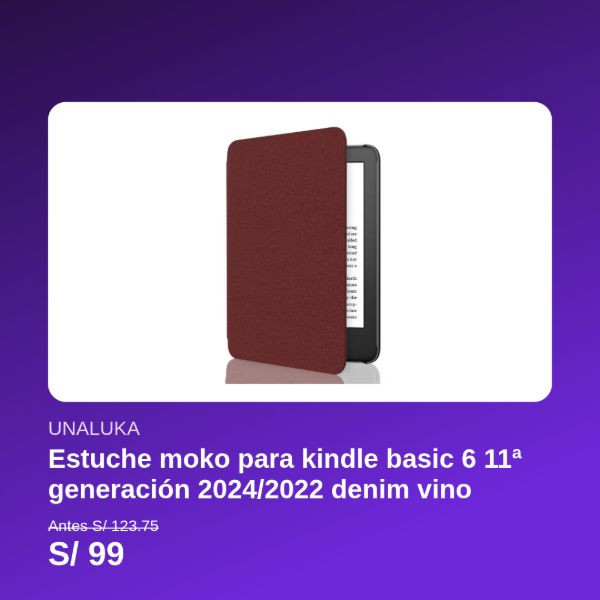 UNALUKA
Estuche moko para kindle basic 6 11ª
generación 2024/2022 denim vino
Antes S/ 123.75
S/ 99